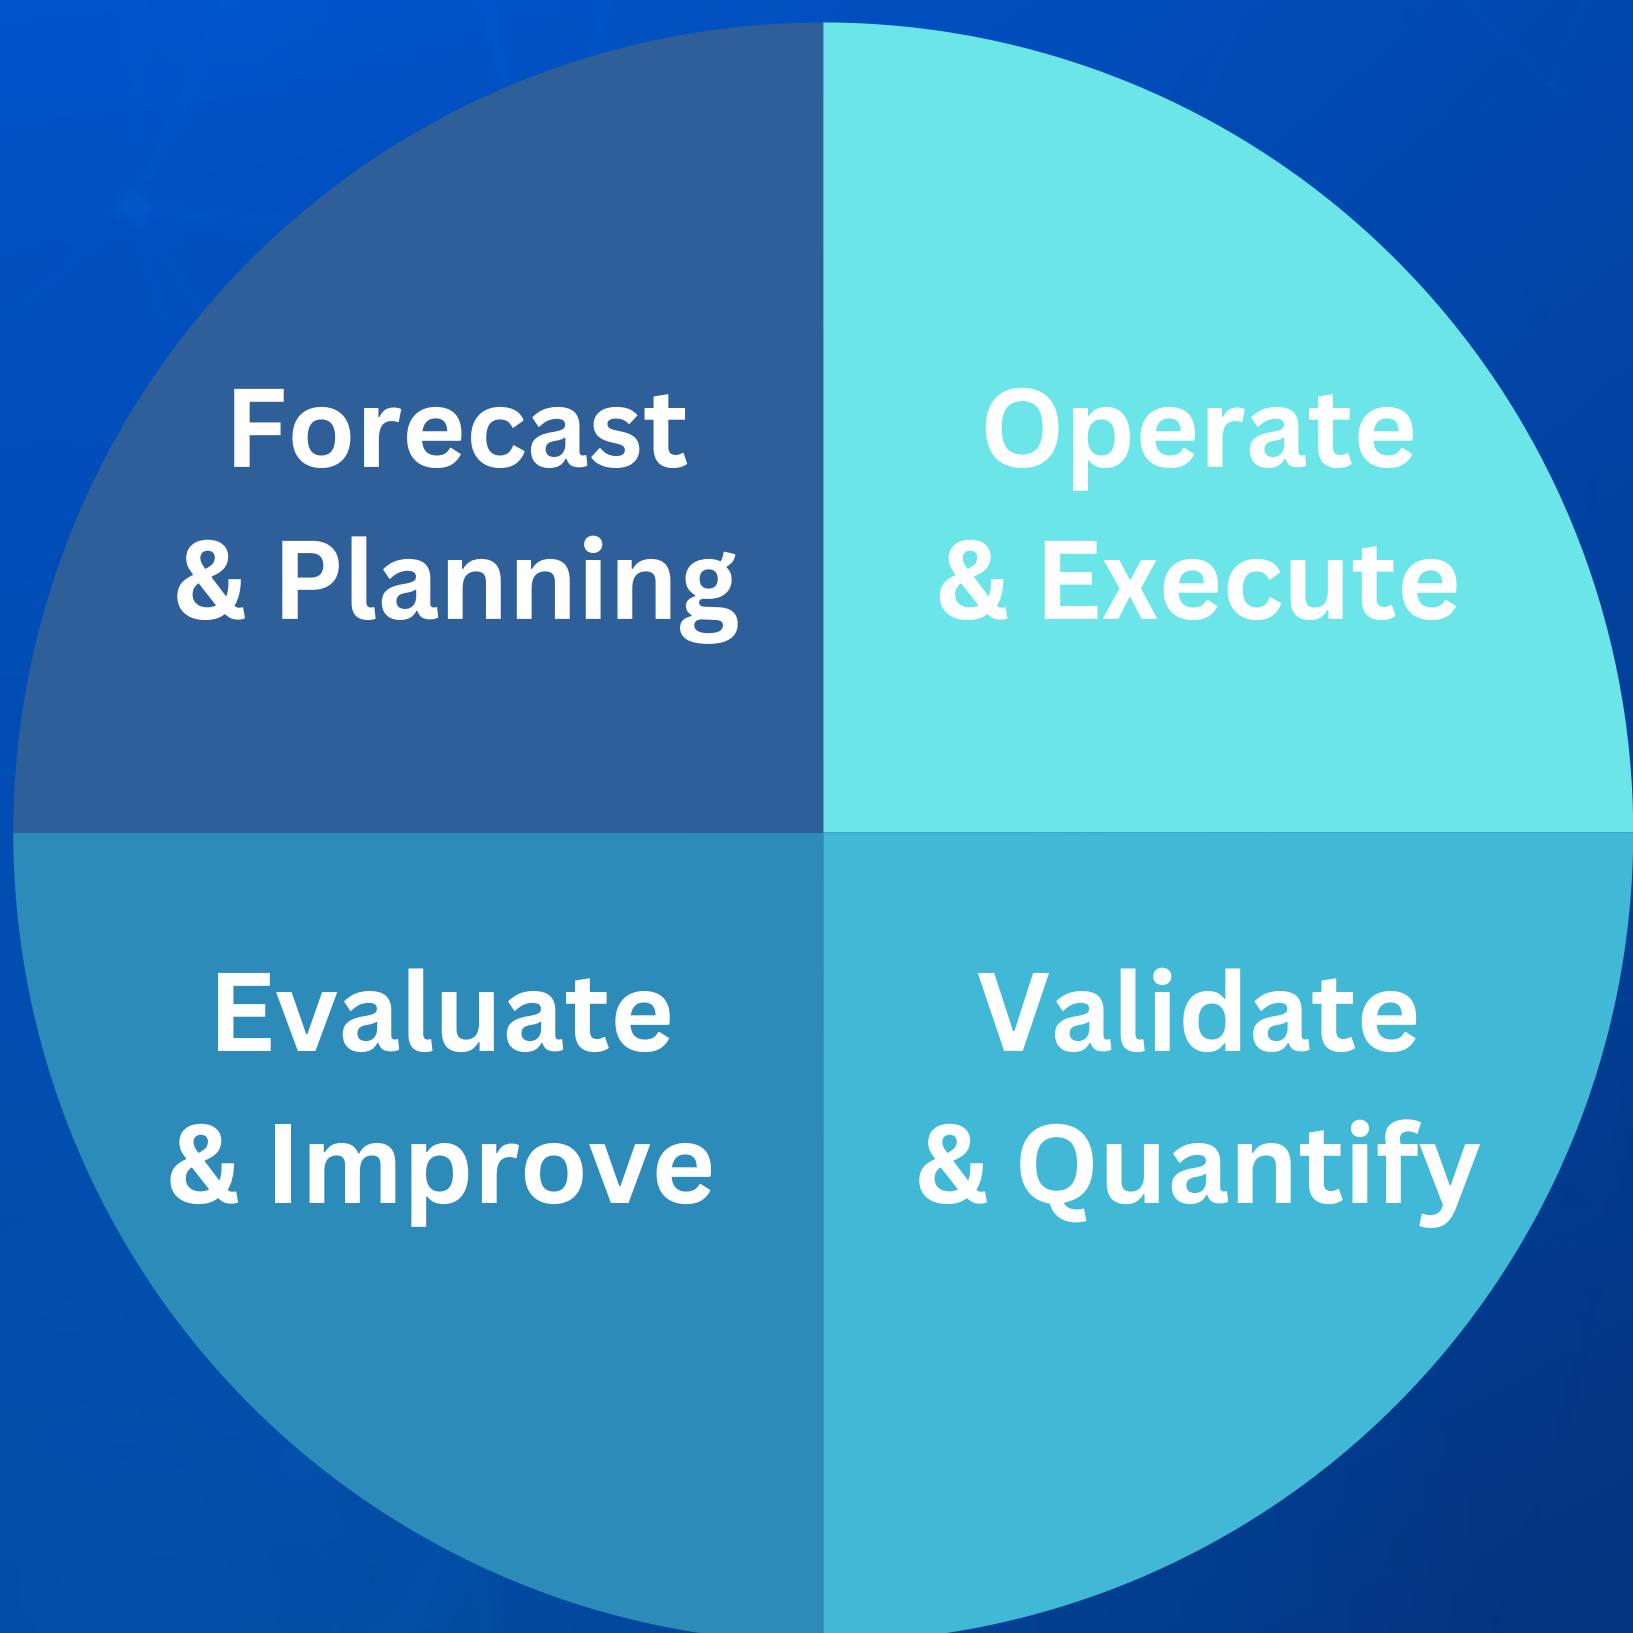 Forecast
& Planning
Operate
& Execute
Evaluate
& Improve
Validate
& Quantify